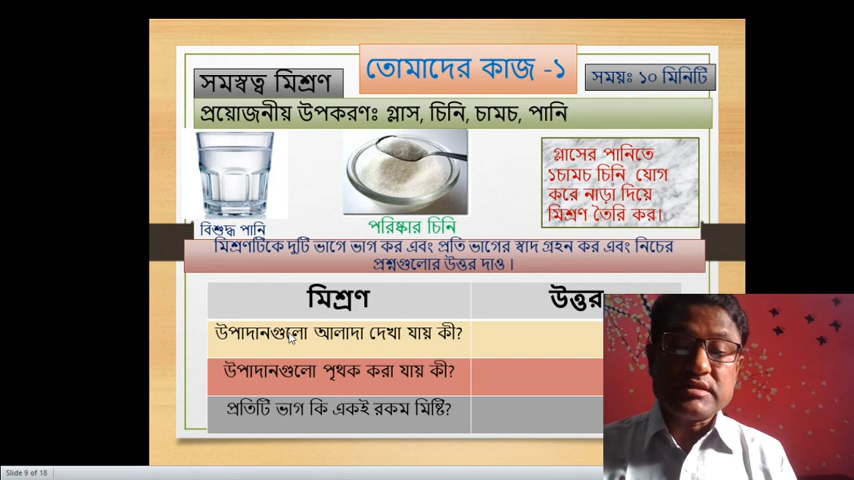 তোমাদের কাজ -১
সমস্বত্ব মিশ্রণ
সময়ঃ ১০ মিনিটি
প্রয়োজনীয় উপকরণঃ গ্লাস, চিনি, চামচ, পানি
গ্লাসের পানিতে
১চামচ চিনি যোগ
করে নাড়া দিয়ে
মিশ্রণ তৈরি কর।
বিশুদ্ধ পানি
পরিষ্কার চিনি
মিশ্রণটিকে দুটি ভাগে ভাগ কর এবং প্রতি ভাগের স্বাদ গ্রহন কর এবং নিচের
প্রশ্নগুলোর উত্তর দাও ।
মিশ্রণ
উত্তর
উপাদানগুলো আলাদা দেখা যায় কী?
উপাদানগুলো পৃথক করা যায় কী?
প্রতিটি ভাগ কি একই রকম মিষ্টি?
Slide 9 of 18